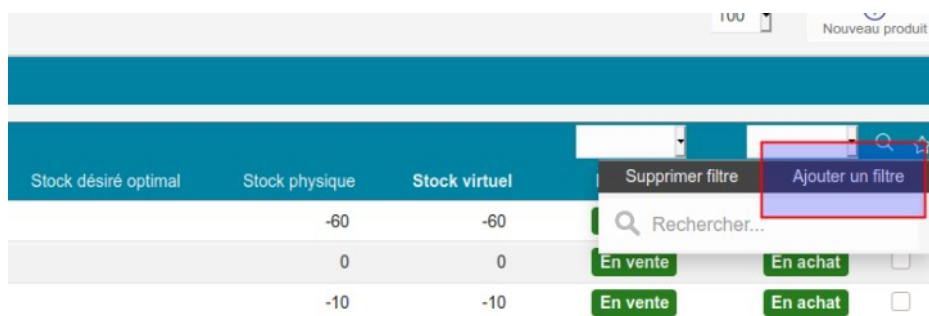 100
Nouveau produit
Supprimer filtre Ajouter un filtre
Stock désiré optimal Stock physique Stock virtuel
Rechercher...
-60 -60
0 0 En vente En achat
-10 -10 En vente En achat